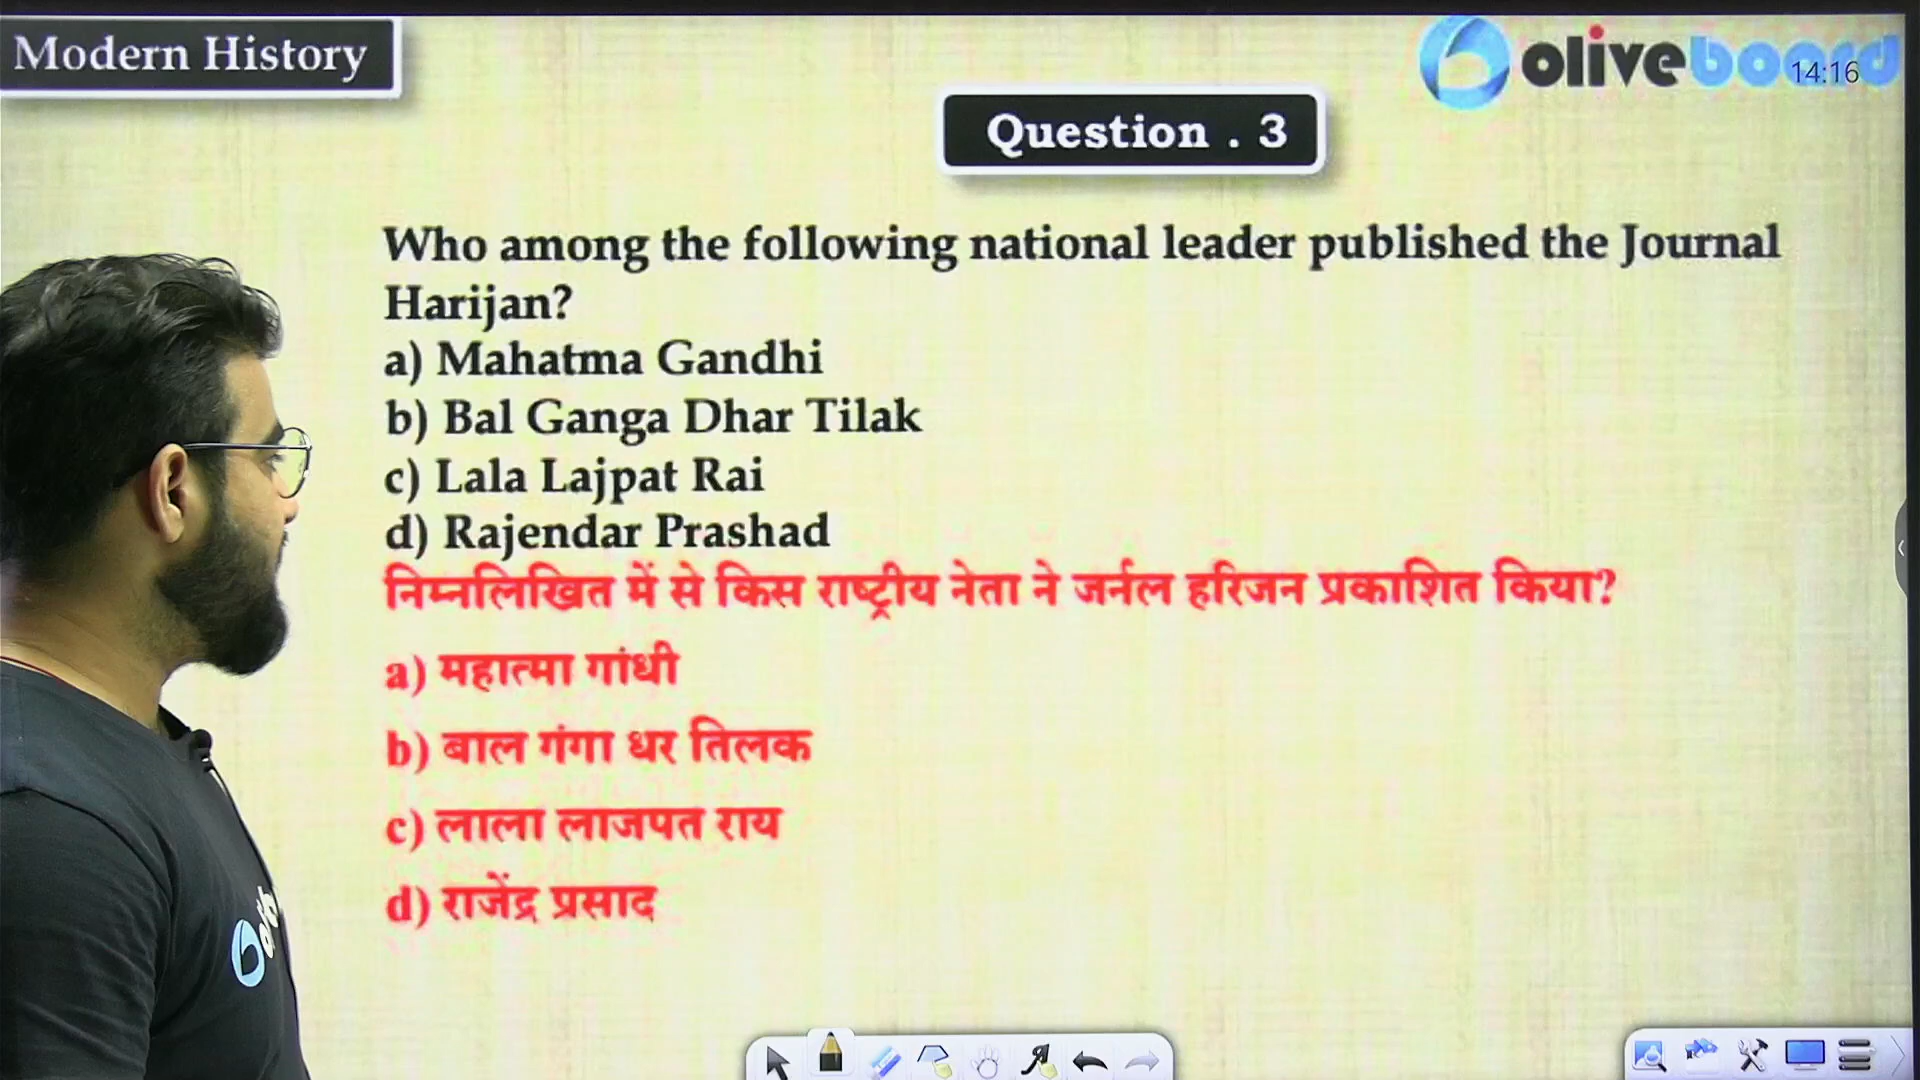 Modern History
oliveboard
14:16
Question . 3
Who among the following national leader published the Journal
Harijan?
a) Mahatma Gandhi
b) Bal Ganga Dhar Tilak
c) Lala Lajpat Rai
d) Rajendar Prashad
निम्नलिखित में से किस राष्ट्रीय नेता ने जर्नल हरिजन प्रकाशित किया?
a) महात्मा गांधी
b) बाल गंगा धर तिलक
c) लाला लाजपत राय
d) राजेंद्र प्रसाद